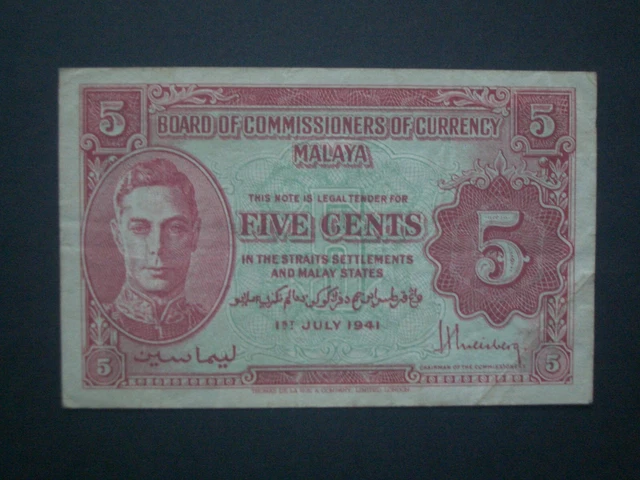 5 5
BOARD OF COMMISSIONERS OF CURRENCY
MALAYA
THIS NOTE IS LEGAL TENDER FOR
FIVE CENTS
5
IN THE STRAITS SETTLEMENTS
AND MALAY STATES
1ST JULY 1941
ليما سين
CHAIRMAN OF THE COMMISSIONERS
5 5